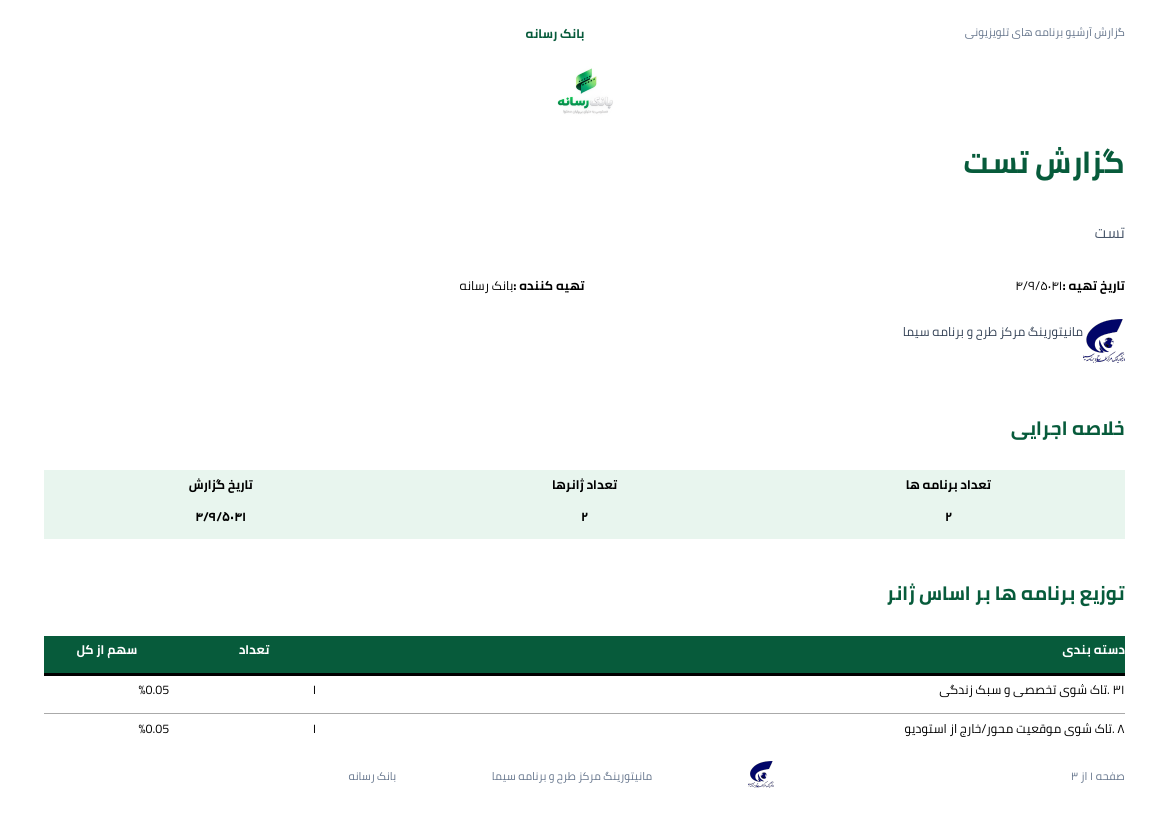 گزارش آرشیو برنامه های تلویزیونی
بانک رسانه
بانک رسانه
گزارش تست
تست
تاریخ تهیه :۳/۹/۵۰۳۱
تهیه کننده :بانک رسانه
مانیتورینگ مرکز طرح و برنامه سیما
خلاصه اجرایی
تعداد برنامه ها تعداد ژانرها تاریخ گزارش
۲ ۲ ۳/۹/۵۰۳۱
توزیع برنامه ها بر اساس ژانر
دسته بندی تعداد سهم از کل
۳۱ .تاک شوی تخصصی و سبک زندگی ۱ %0.05
۸ .تاک شوی موقعیت محور/خارج از استودیو ۱ %0.05
صفحه ۱ از ۳
مانیتورینگ مرکز طرح و برنامه سیما
بانک رسانه